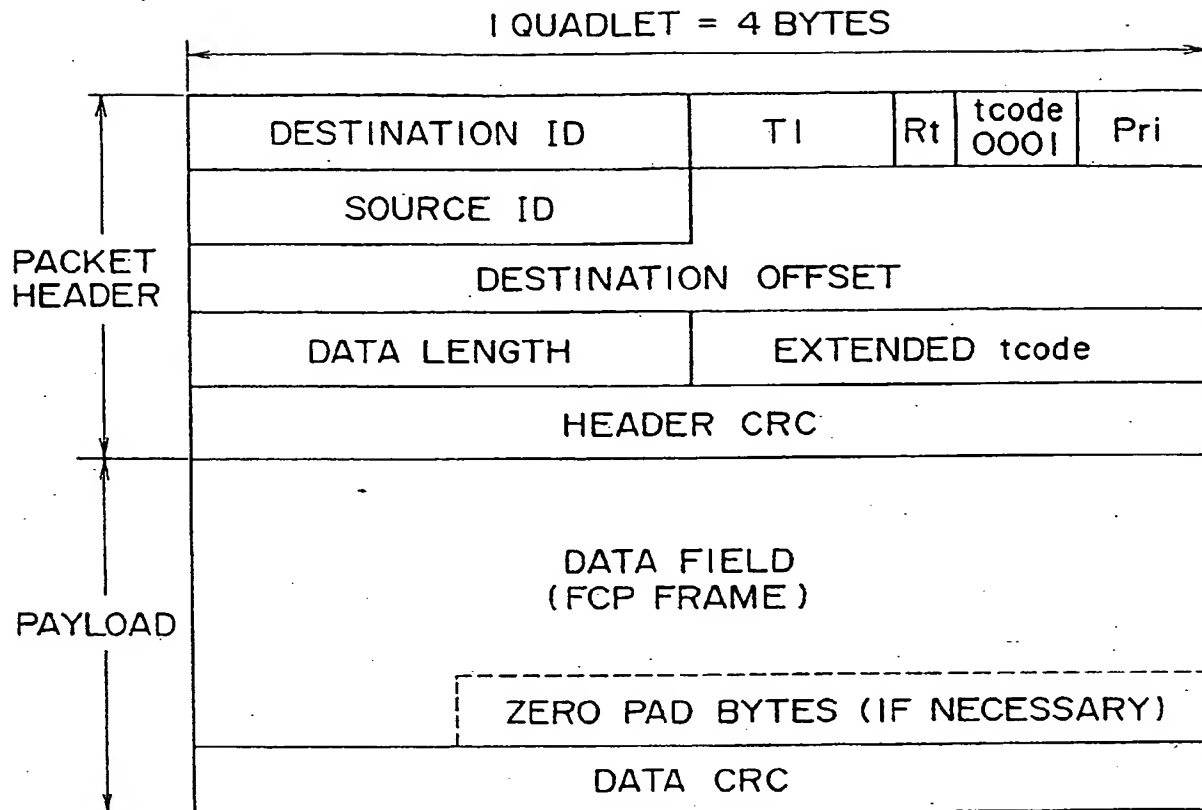 1 QUADLET = 4 BYTES
DESTINATION ID
T1
Rt
tcode
0001
Pri
SOURCE ID
PACKET
HEADER
DESTINATION OFFSET
DATA LENGTH
EXTENDED tcode
HEADER CRC
DATA FIELD
(FCP FRAME)
PAYLOAD
ZERO PAD BYTES (IF NECESSARY)
DATA CRC